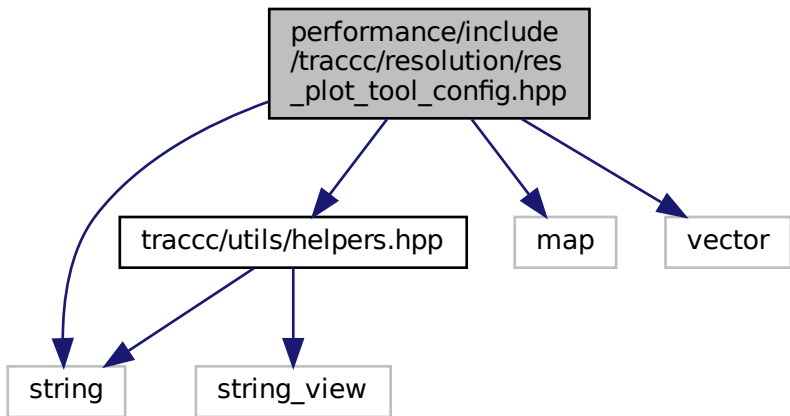 performance/include
/traccc/resolution/res
_plot_tool_config.hpp
traccc/utils/helpers.hpp
map
vector
string
string_view